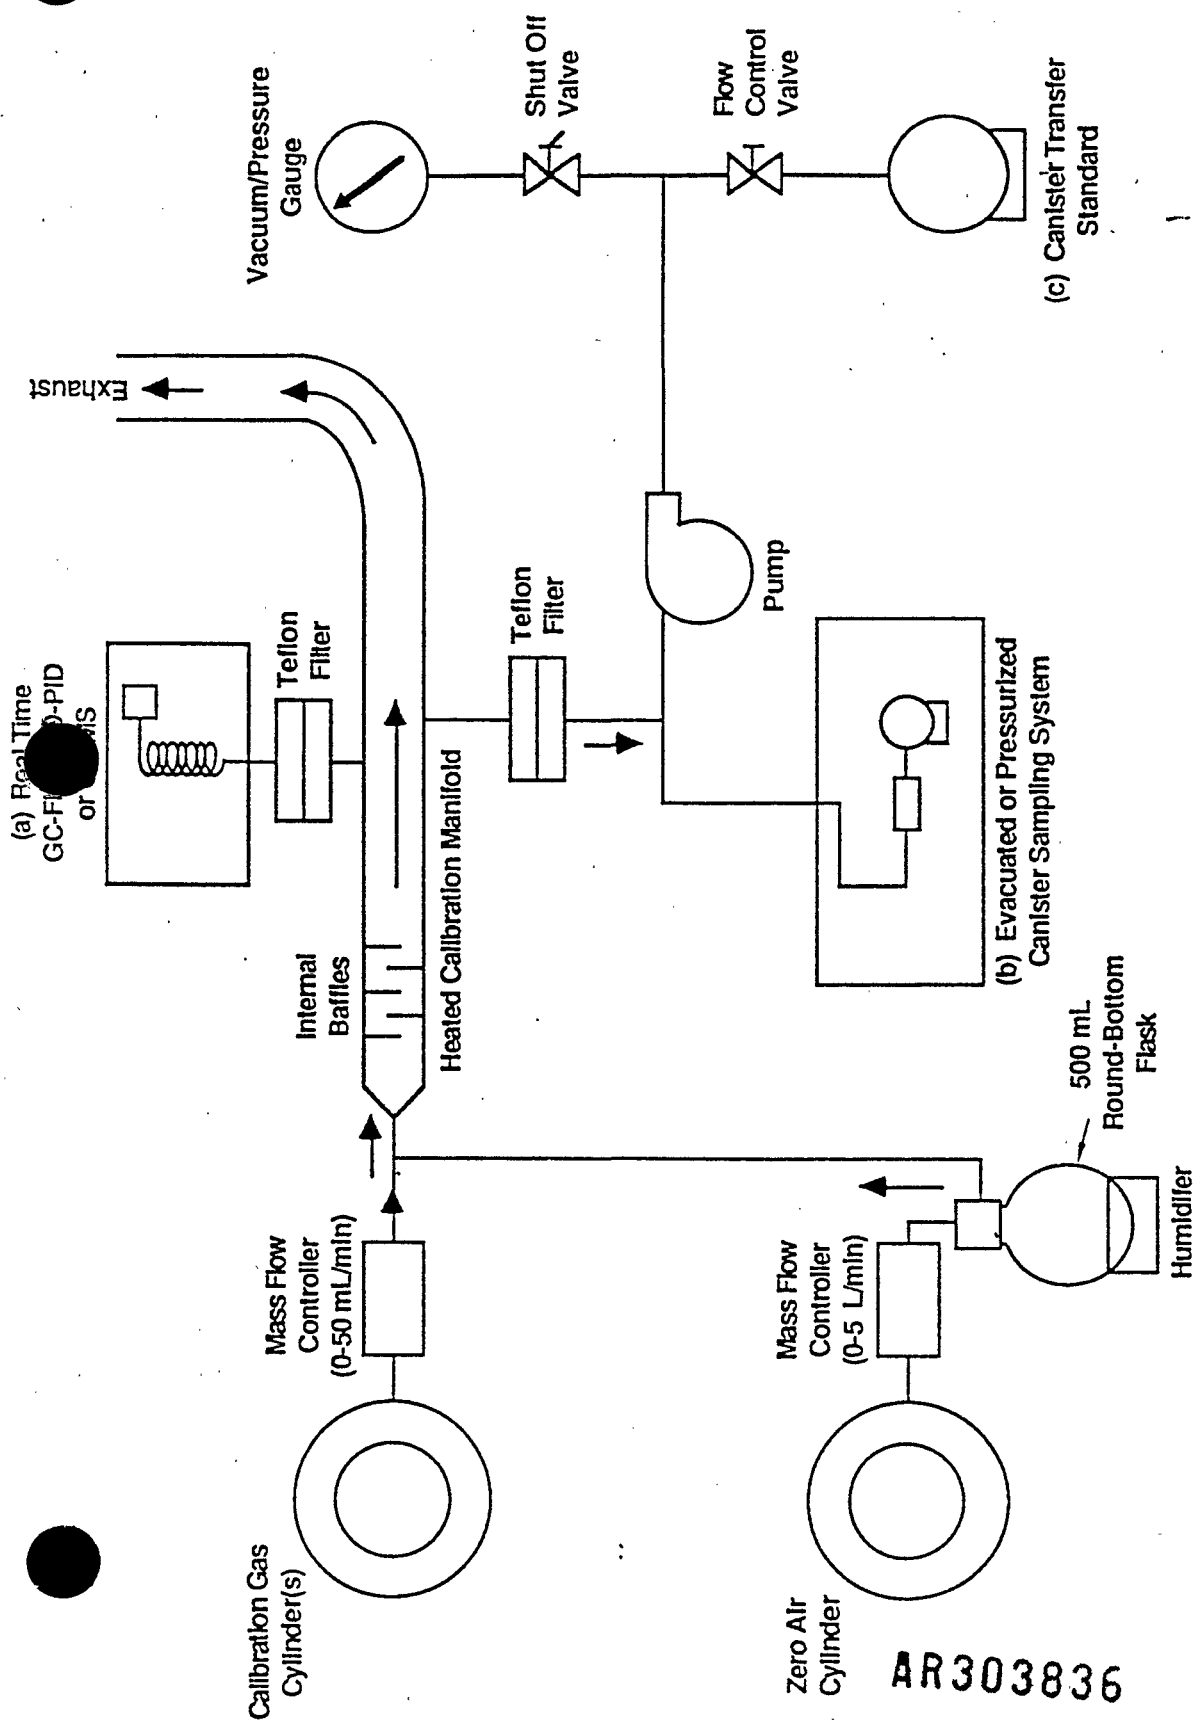 (a) Real Time
GC-
-PID
or
Teflon
Filter
Exhaust
Vacuum/Pressure
Gauge
Shut Off
Valve
Flow
Control
Valve
(c) Canister Transfer
Standard
Internal
Baffles
Heated Calibration Manifold
Teflon
Filter
Pump
(b) Evacuated or Pressurized
Canister Sampling System
Calibration Gas
Cylinder(s)
Mass Flow
Controller
(0-50 mL/min)
Zero Air
Cylinder
Mass Flow
Controller
(0-5 L/min)
500 mL
Round-Bottom
Flask
Humidifer
AR303836